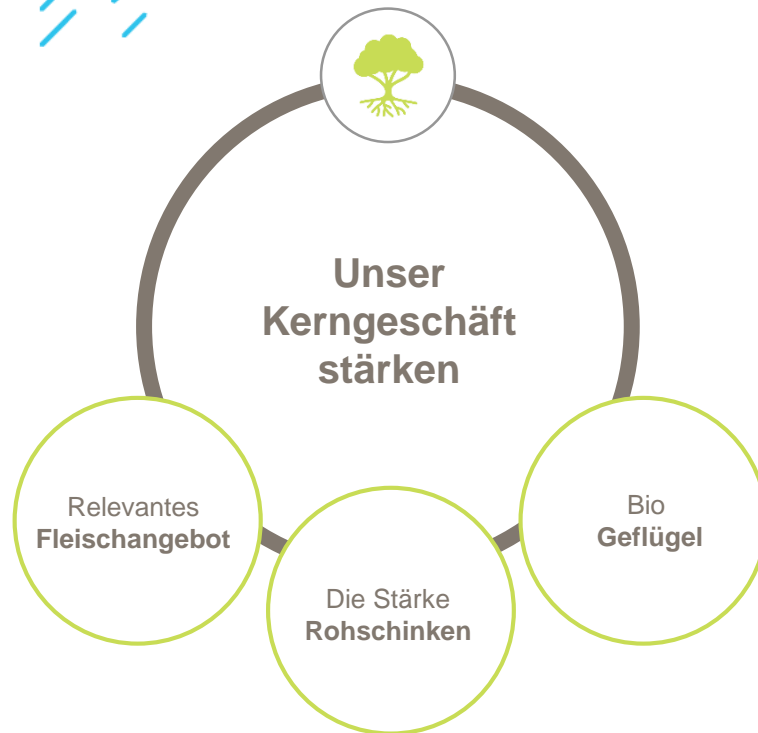 Unser
Kerngeschäft
stärken
Relevantes
Fleischangebot
Die Stärke
Rohschinken
Bio
Geflügel